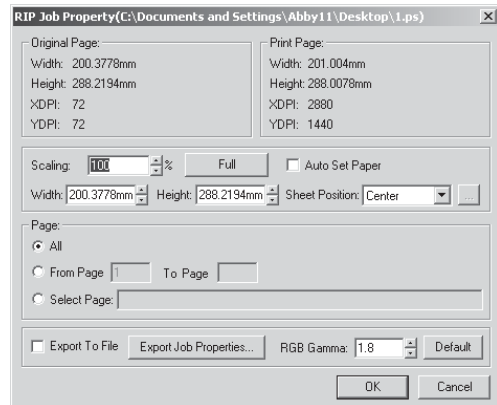 RIP Job Property(C:\Documents and Settings\Abby11\Desktop\1.ps)
Original Page:
Width: 200.3778mm
Height: 288.2194mm
XDPI: 72
YDPI: 72
Print Page:
Width: 201.004mm
Height: 288.0078mm
XDPI: 2880
YDPI: 1440
Scaling: 100 % Full Auto Set Paper
Width: 200.3778mm Height: 288.2194mm Sheet Position: Center ...
Page:
All
From Page 1 To Page
Select Page:
Export To File Export Job Properties... RGB Gamma: 1.8 Default
OK Cancel